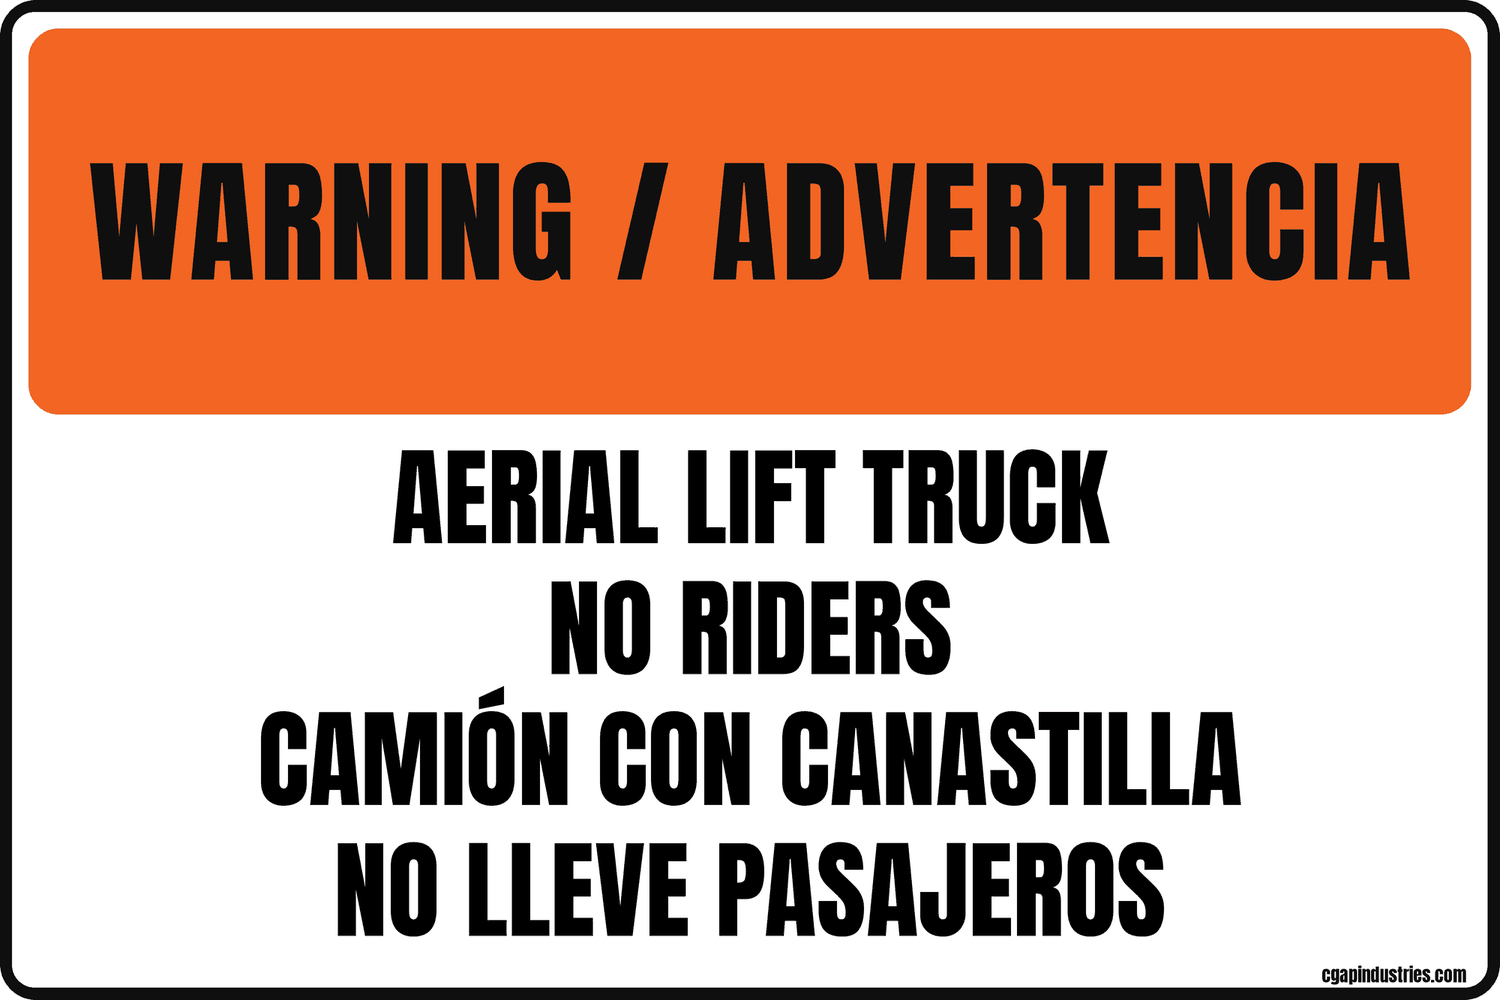 WARNING / ADVERTENCIA
AERIAL LIFT TRUCK
NO RIDERS
CAMIÓN CON CANASTILLA
NO LLEVE PASAJEROS
cgapindustries.com